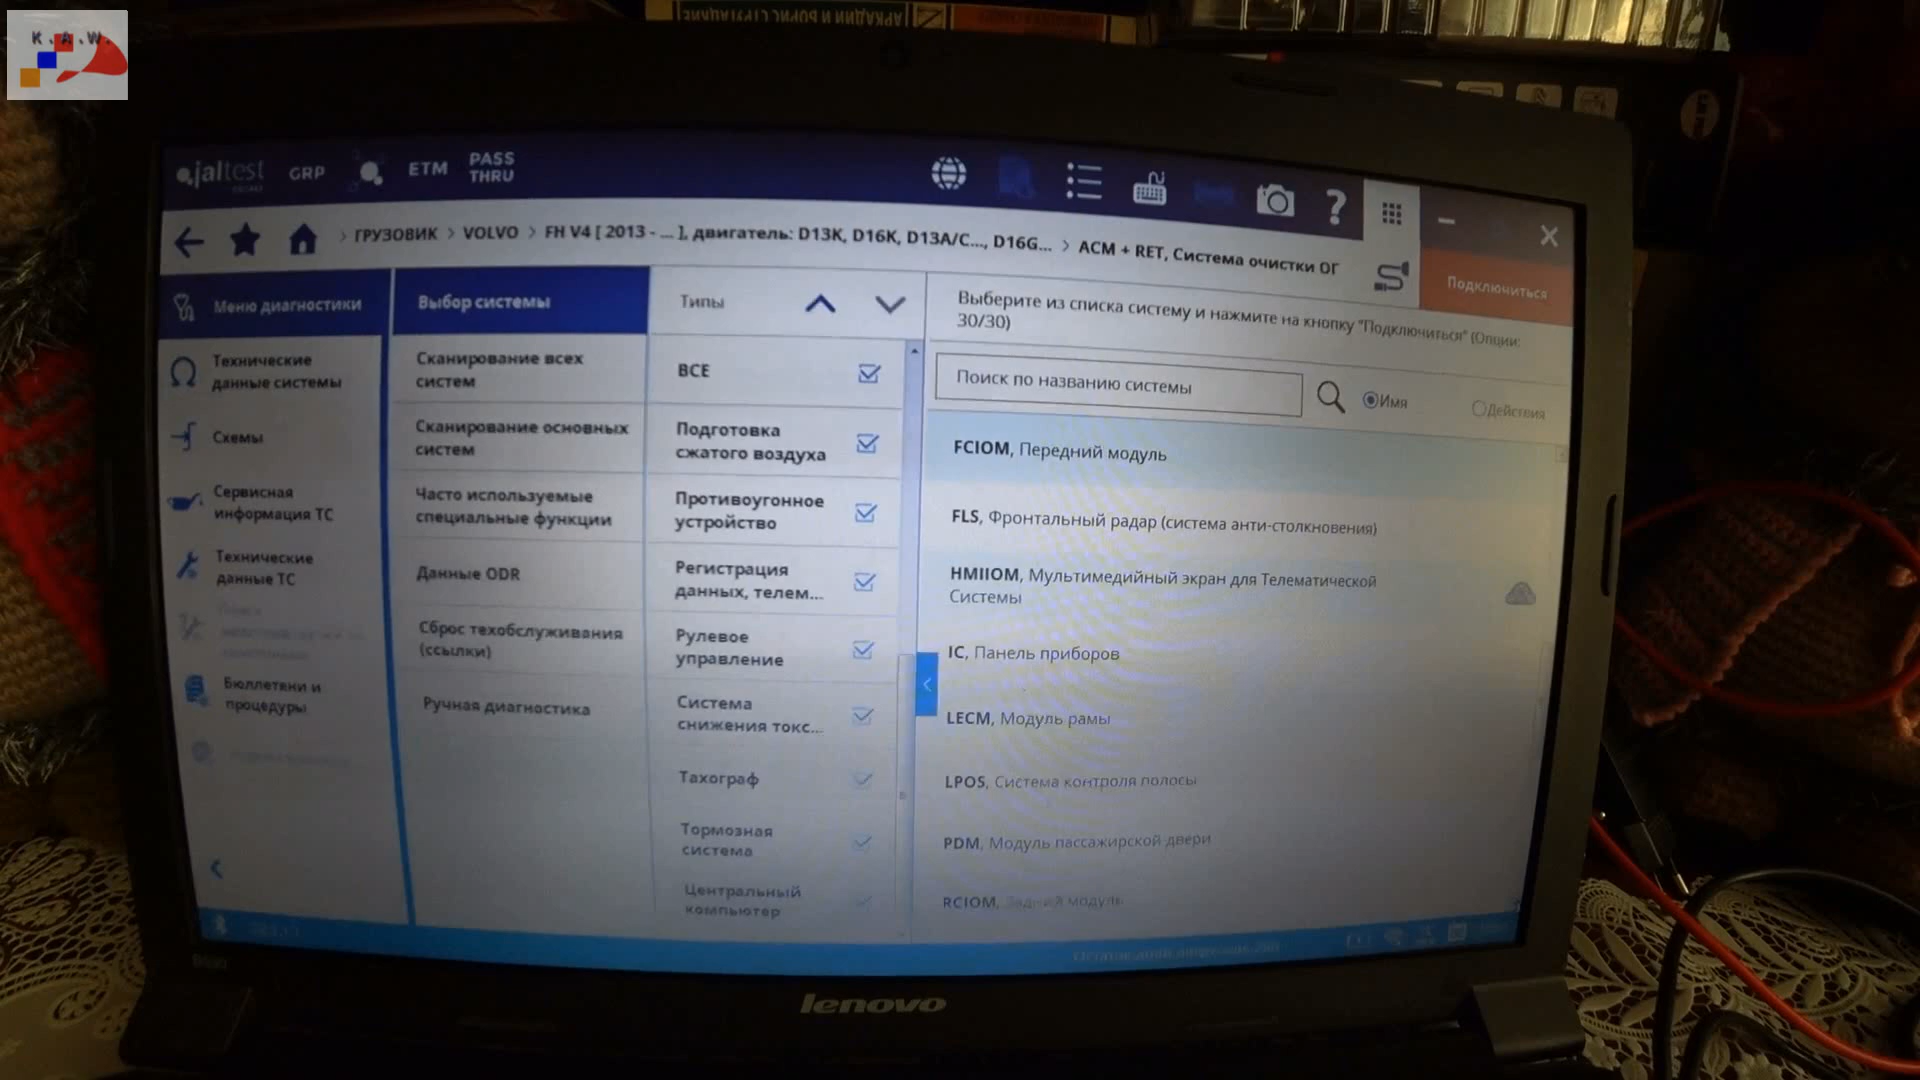 K.A.W.
АРКАДИЙ И БОРИС СТРУГАЦКИЕ
jaltest
GRP
ETM
PASS
THRU
?
> ГРУЗОВИК > VOLVO > FH V4 [ 2013 - ... ], двигатель: D13K, D16K, D13A/C..., D16G... > ACM + RET, Система очистки ОГ
Подключиться
Меню диагностики
Технические
данные системы
Схемы
Сервисная
информация ТС
Технические
данные ТС
Бюллетени и
процедуры
Выбор системы
Сканирование всех
систем
Сканирование основных
систем
Часто используемые
специальные функции
Данные ODR
Сброс техобслуживания
(ссылки)
Ручная диагностика
Типы
ВСЕ
Подготовка
сжатого воздуха
Противоугонное
устройство
Регистрация
данных, телем...
Рулевое
управление
Система
снижения токс...
Тахограф
Тормозная
система
Центральный
компьютер
Выберите из списка систему и нажмите на кнопку "Подключиться" (Опции:
30/30)
Поиск по названию системы
Имя
Действия
FCIOM, Передний модуль
FLS, Фронтальный радар (система анти-столкновения)
HMIIOM, Мультимедийный экран для Телематической
Системы
IC, Панель приборов
LECM, Модуль рамы
LPOS, Система контроля полосы
PDM, Модуль пассажирской двери
RCIOM, Задний модуль
lenovo